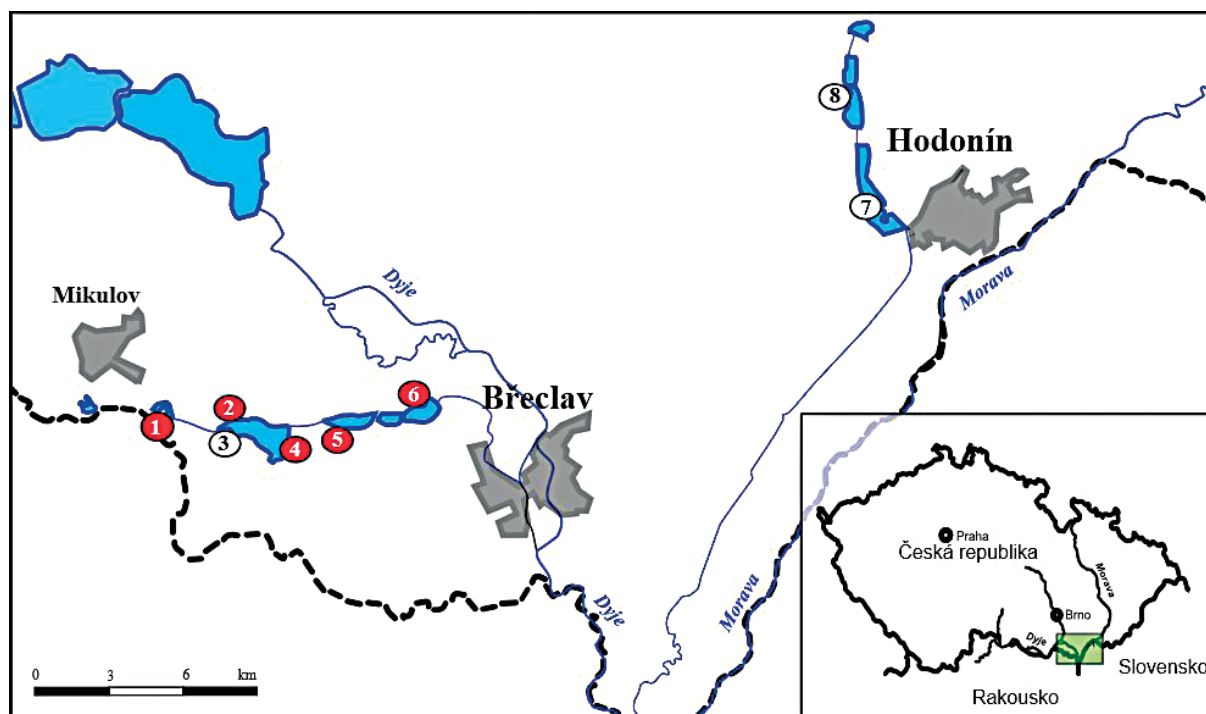 8
Hodonín
7
Dyje
Morava
Mikulov
6
Břeclav
2
1
3
4
5
Praha
Česká republika
Morava
Brno
Dyje
Slovensko
Rakousko
Dyje
Morava
0 3 6 km